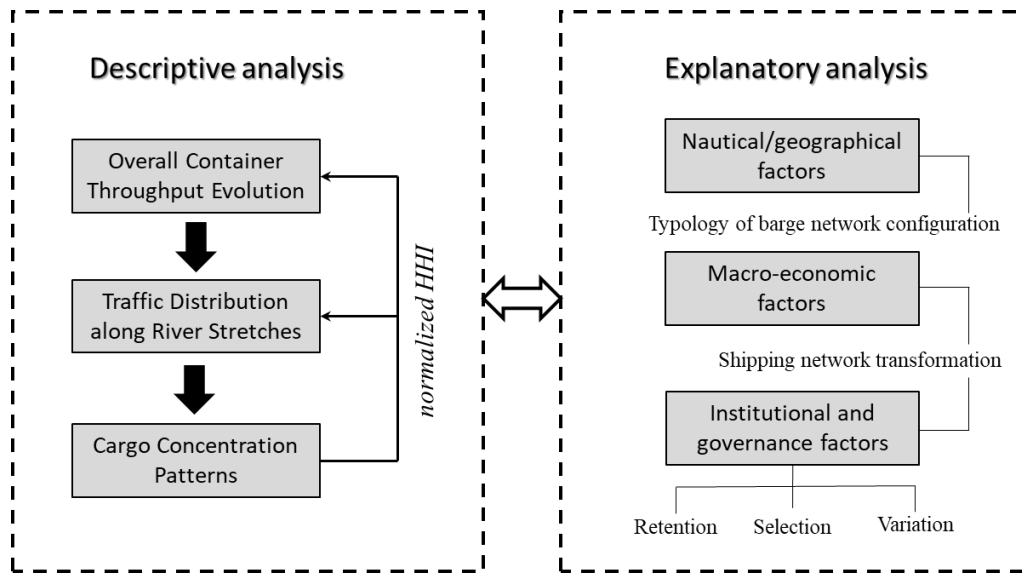 Descriptive analysis
Overall Container
Throughput Evolution
Traffic Distribution
along River Stretches
Cargo Concentration
Patterns
normalized HHI
Explanatory analysis
Nautical/geographical
factors
Typology of barge network configuration
Macro-economic
factors
Shipping network transformation
Institutional and
governance factors
Retention
Selection
Variation